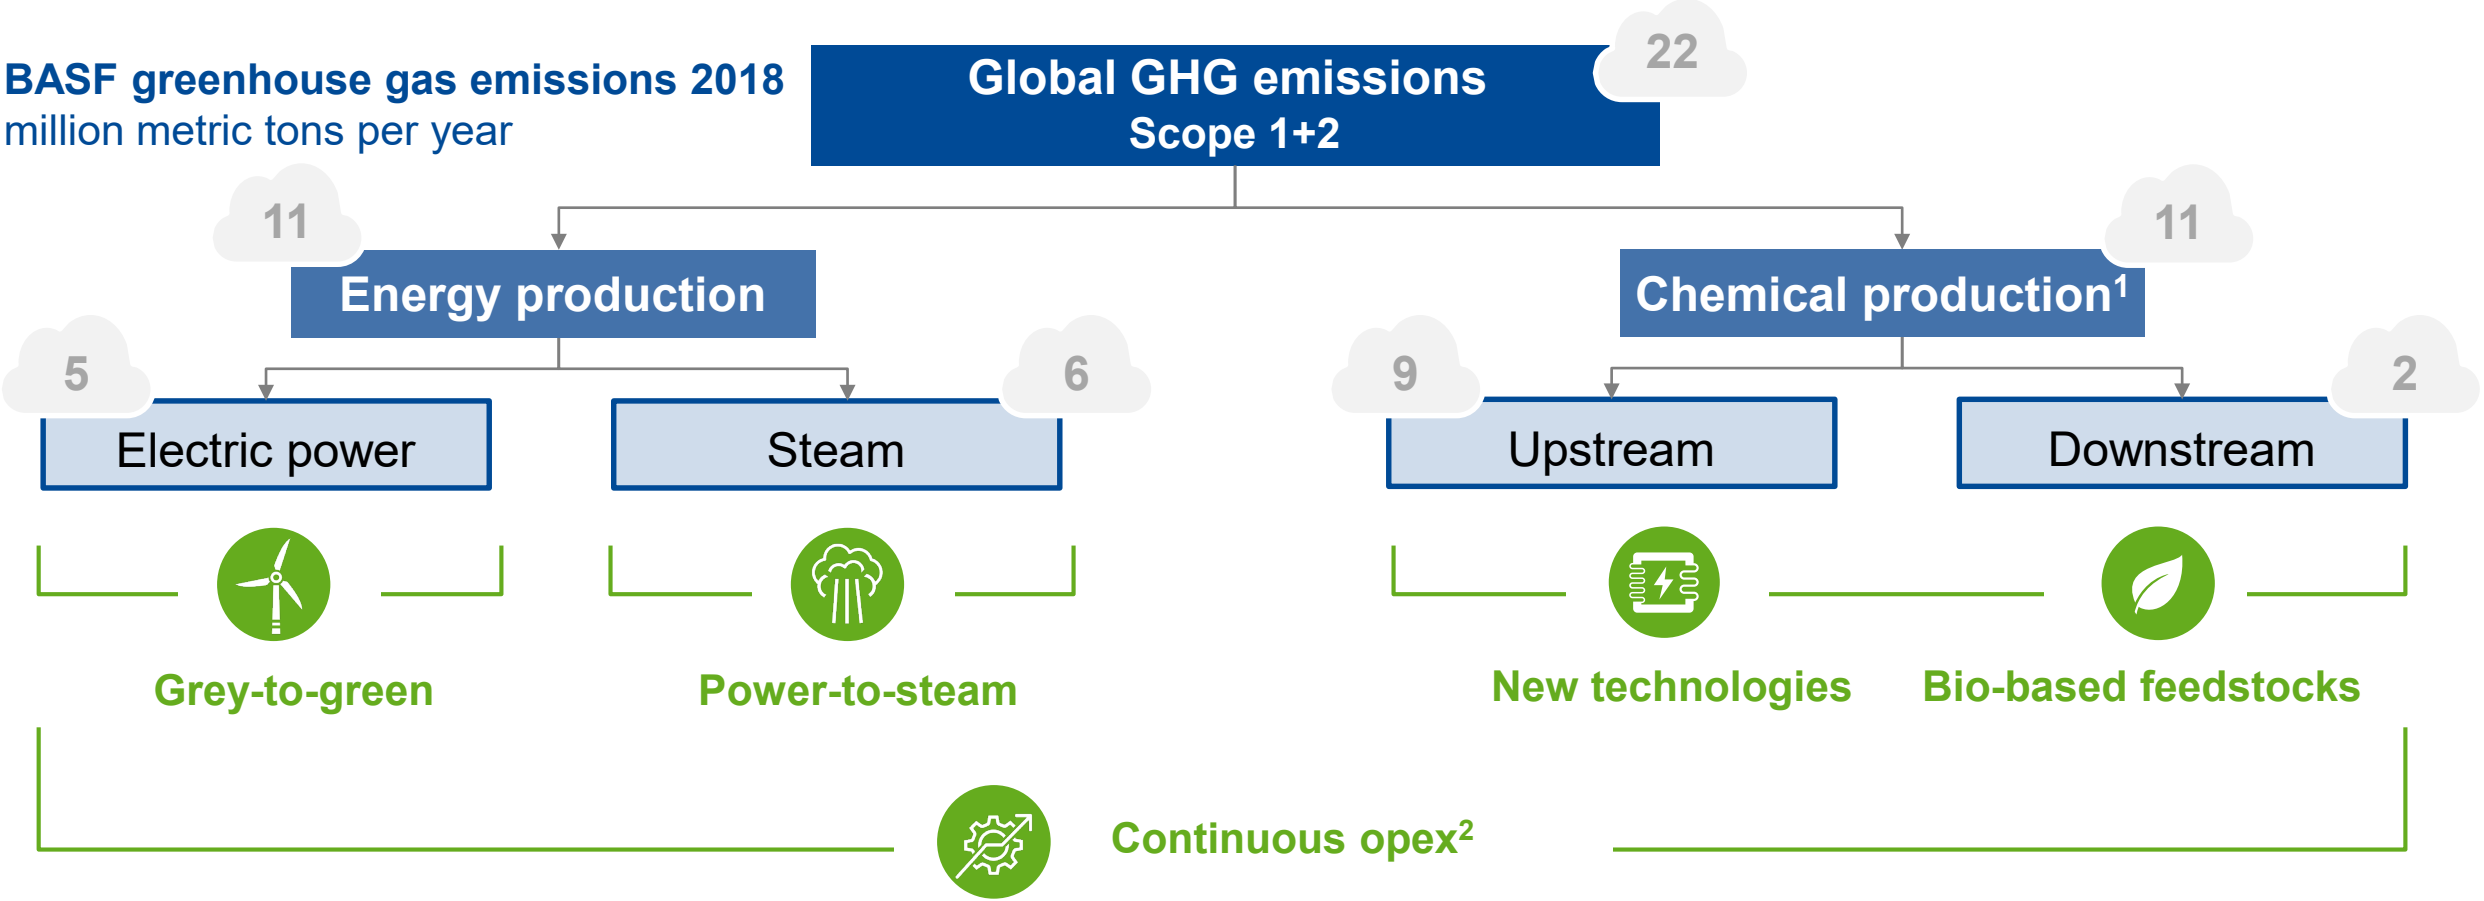 BASF greenhouse gas emissions 2018
million metric tons per year
Global GHG emissions
Scope 1+2
22
11
Energy production
11
Chemical production¹
5
Electric power
6
Steam
9
Upstream
2
Downstream
Grey-to-green
Power-to-steam
New technologies
Bio-based feedstocks
Continuous opex²